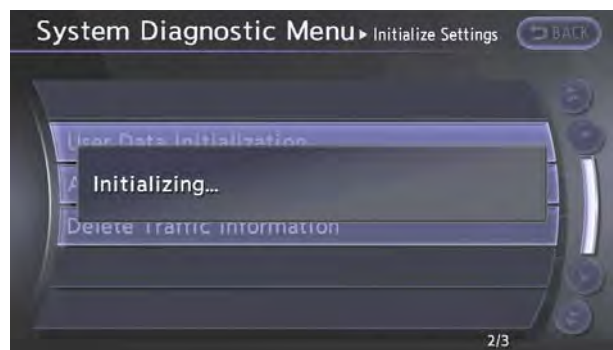 System Diagnostic Menu ▸ Initialize Settings BACK
User Data Initialization
A
Initializing...
Delete Traffic Information
2/3